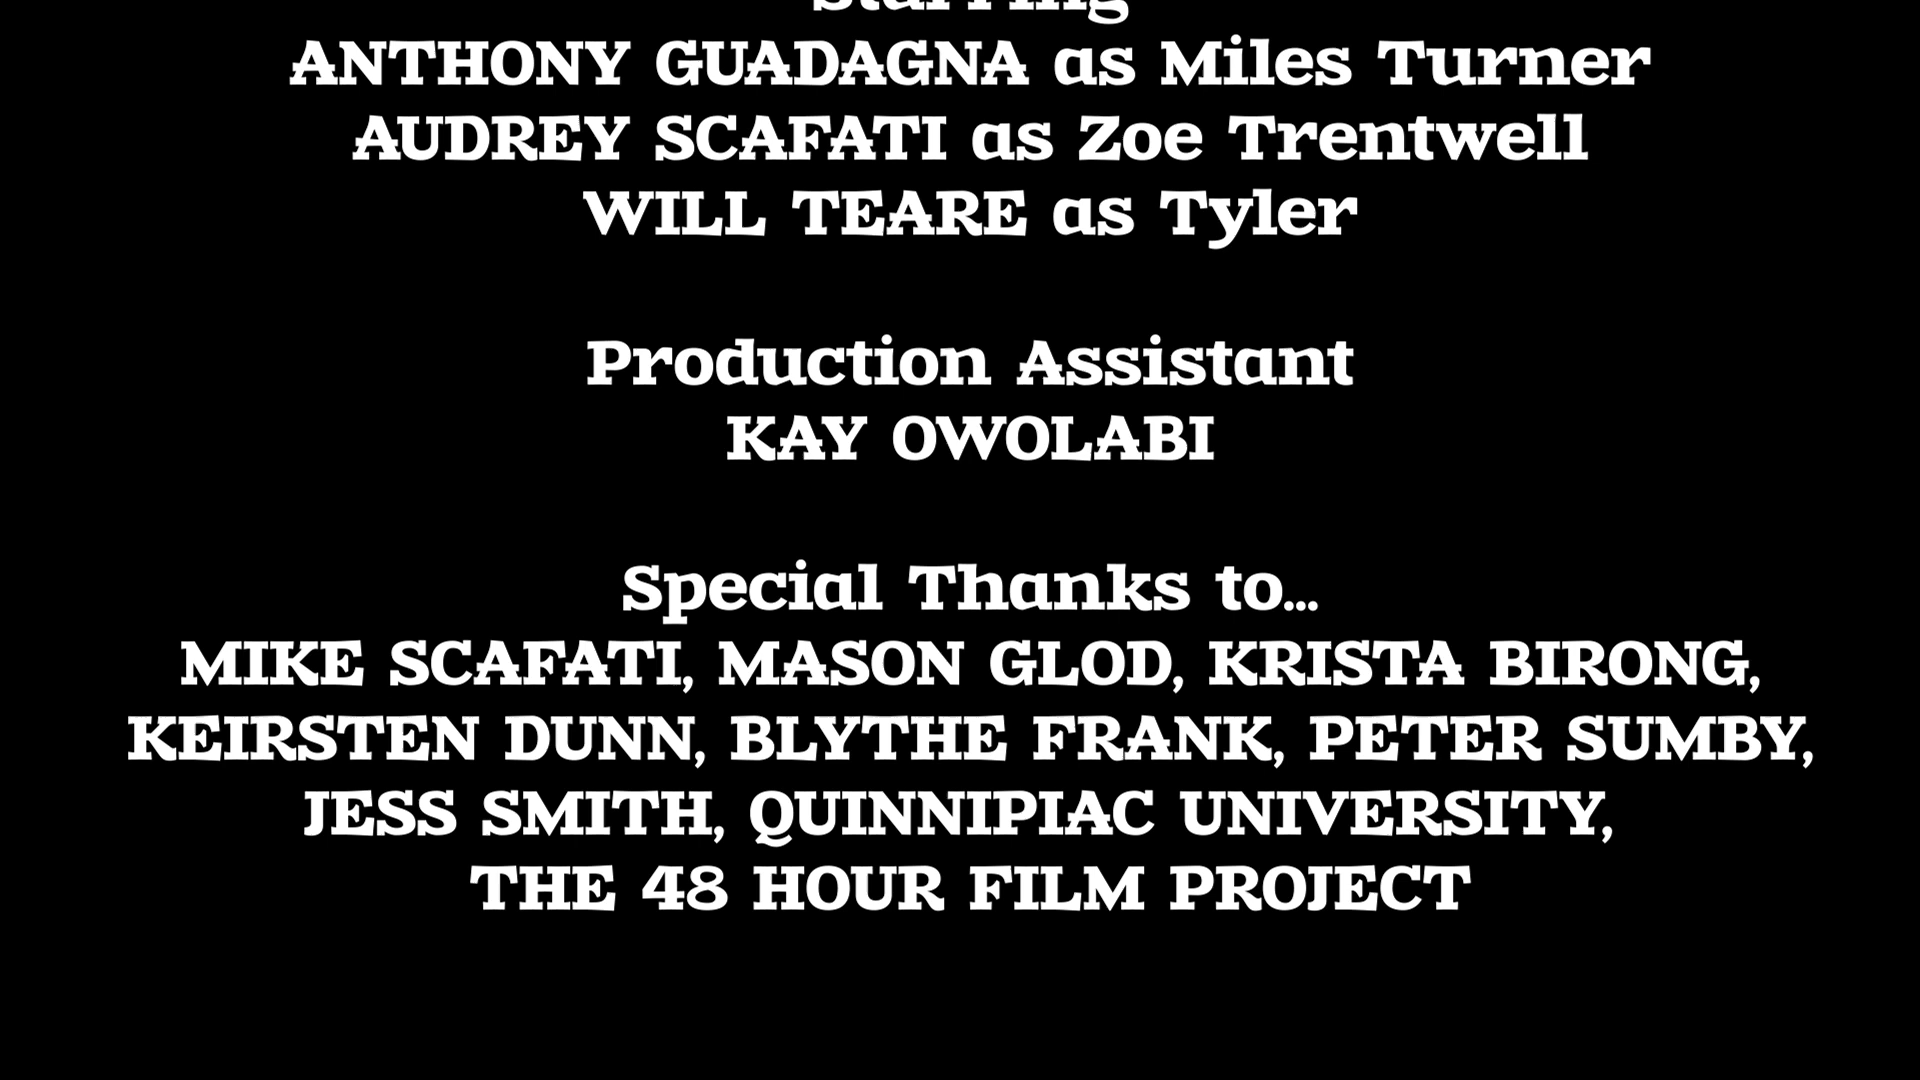 Starring
ANTHONY GUADAGNA as Miles Turner
AUDREY SCAFATI as Zoe Trentwell
WILL TEARE as Tyler
Production Assistant
KAY OWOLABI
Special Thanks to...
MIKE SCAFATI, MASON GLOD, KRISTA BIRONG,
KEIRSTEN DUNN, BLYTHE FRANK, PETER SUMBY,
JESS SMITH, QUINNIPIAC UNIVERSITY,
THE 48 HOUR FILM PROJECT